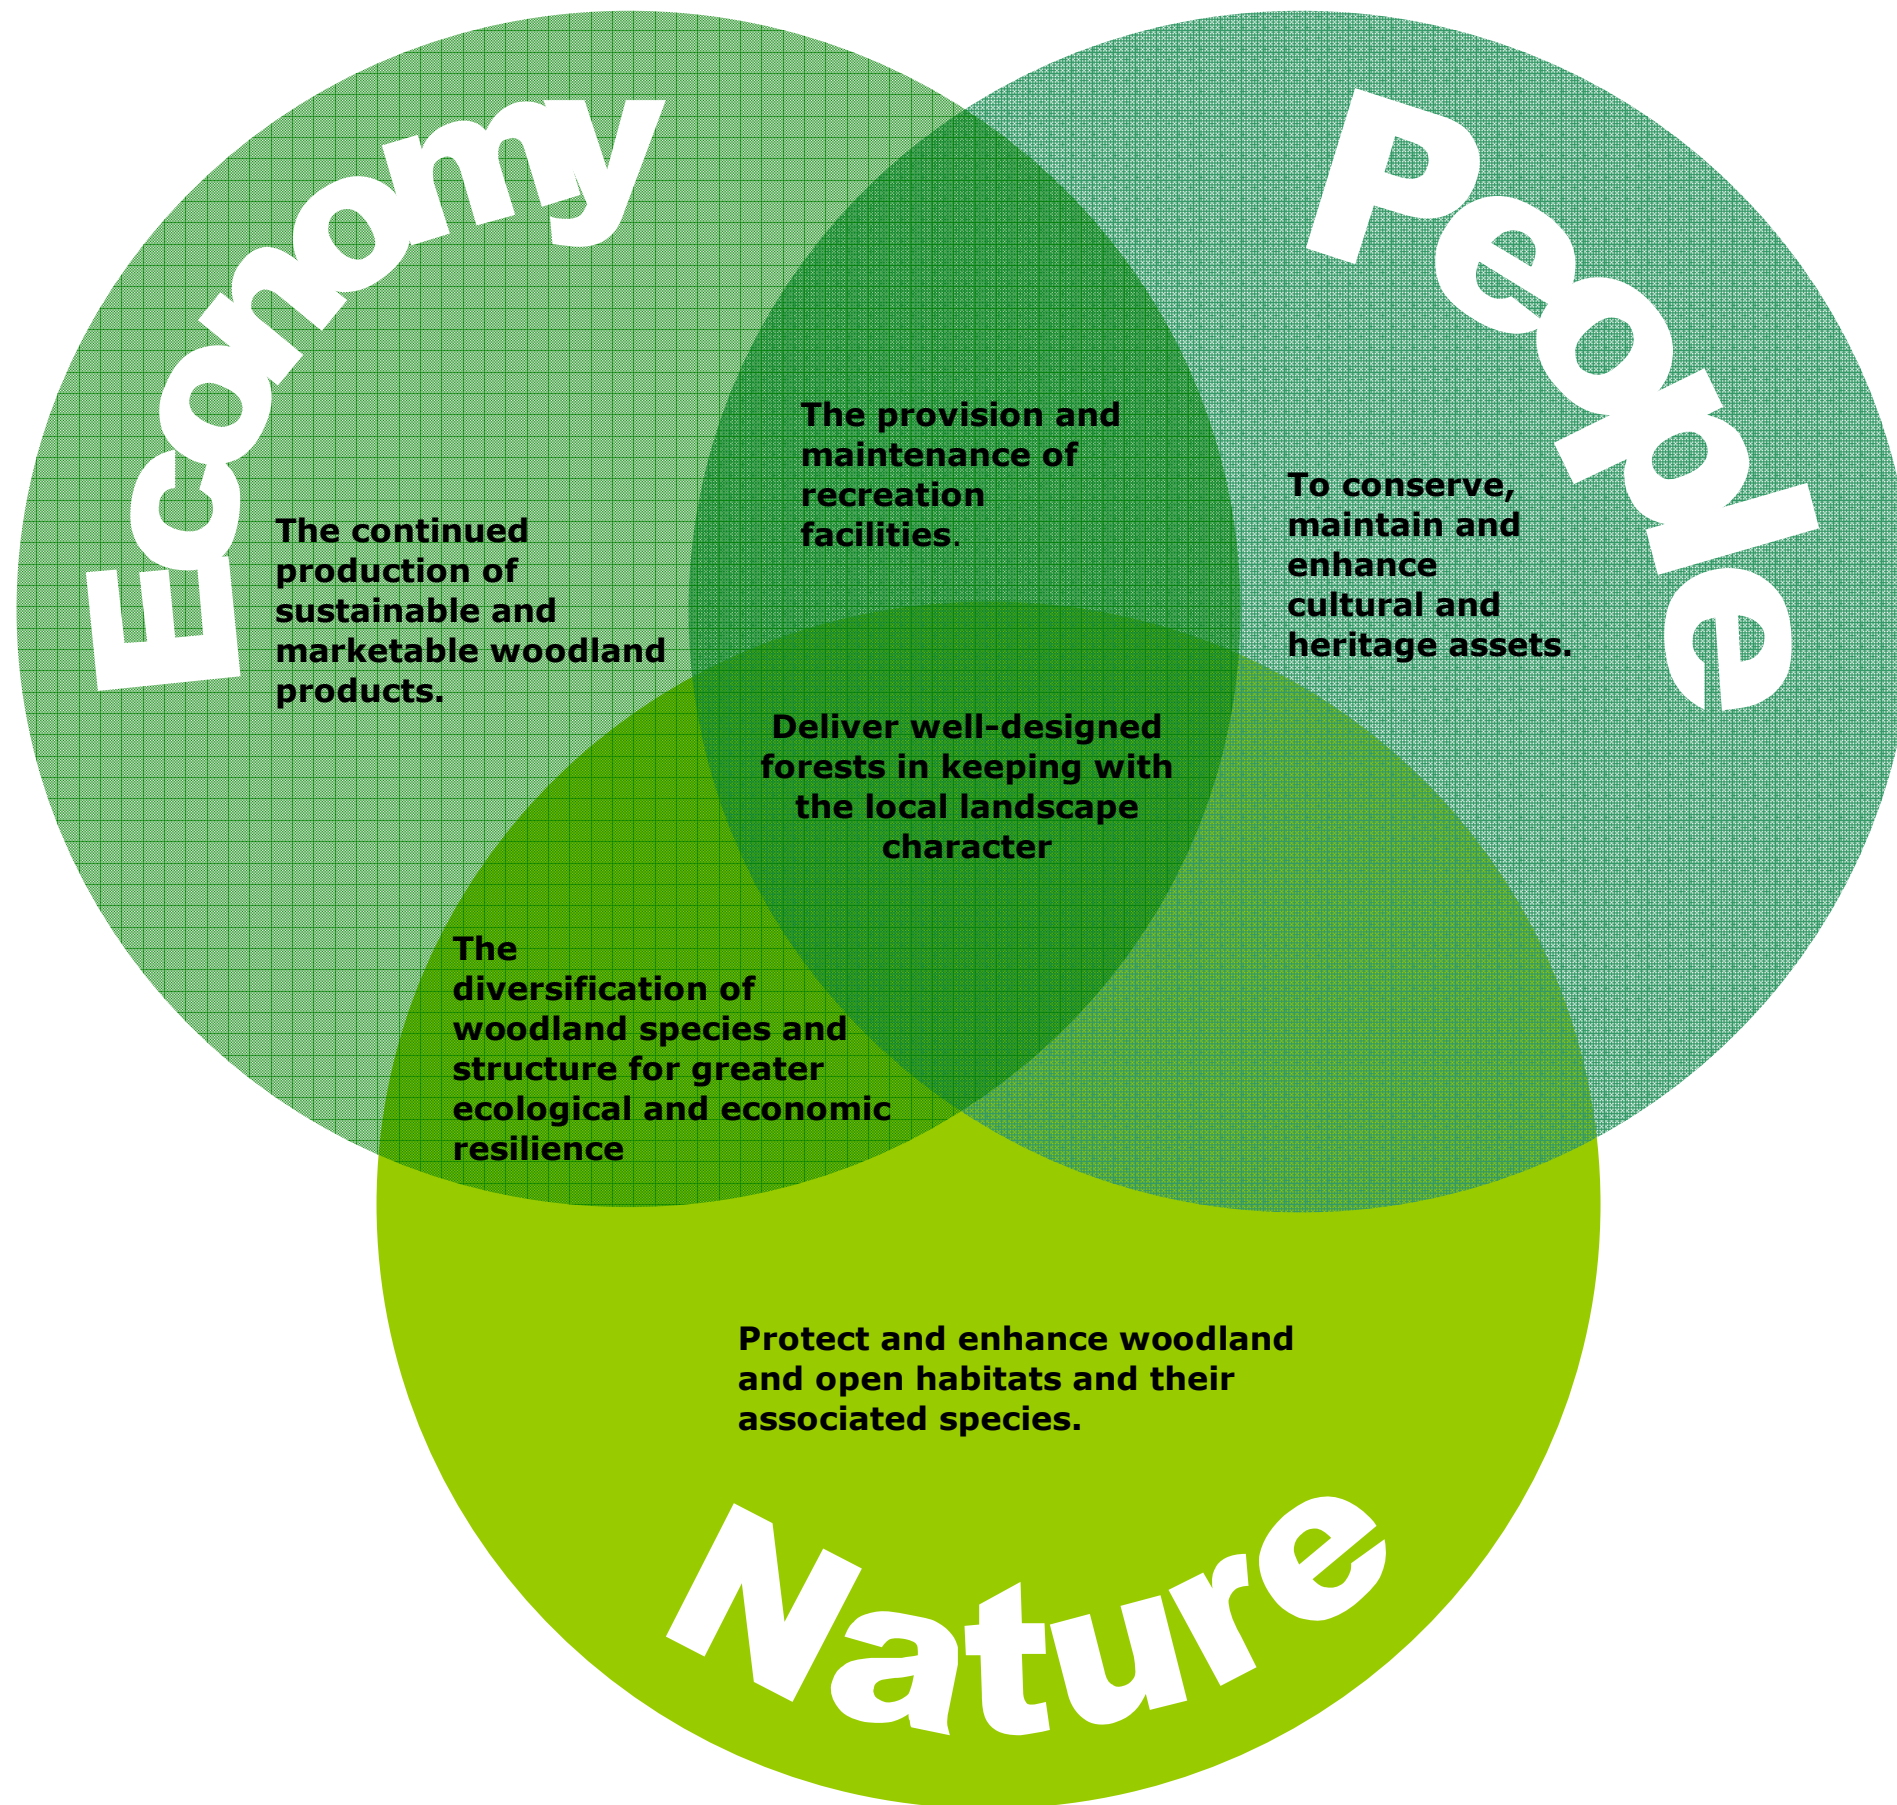 Economy
People
The provision and
maintenance of
recreation
facilities.
To conserve,
maintain and
enhance
cultural and
heritage assets.
The continued
production of
sustainable and
marketable woodland
products.
Deliver well-designed
forests in keeping with
the local landscape
character
The
diversification of
woodland species and
structure for greater
ecological and economic
resilience
Protect and enhance woodland
and open habitats and their
associated species.
Nature